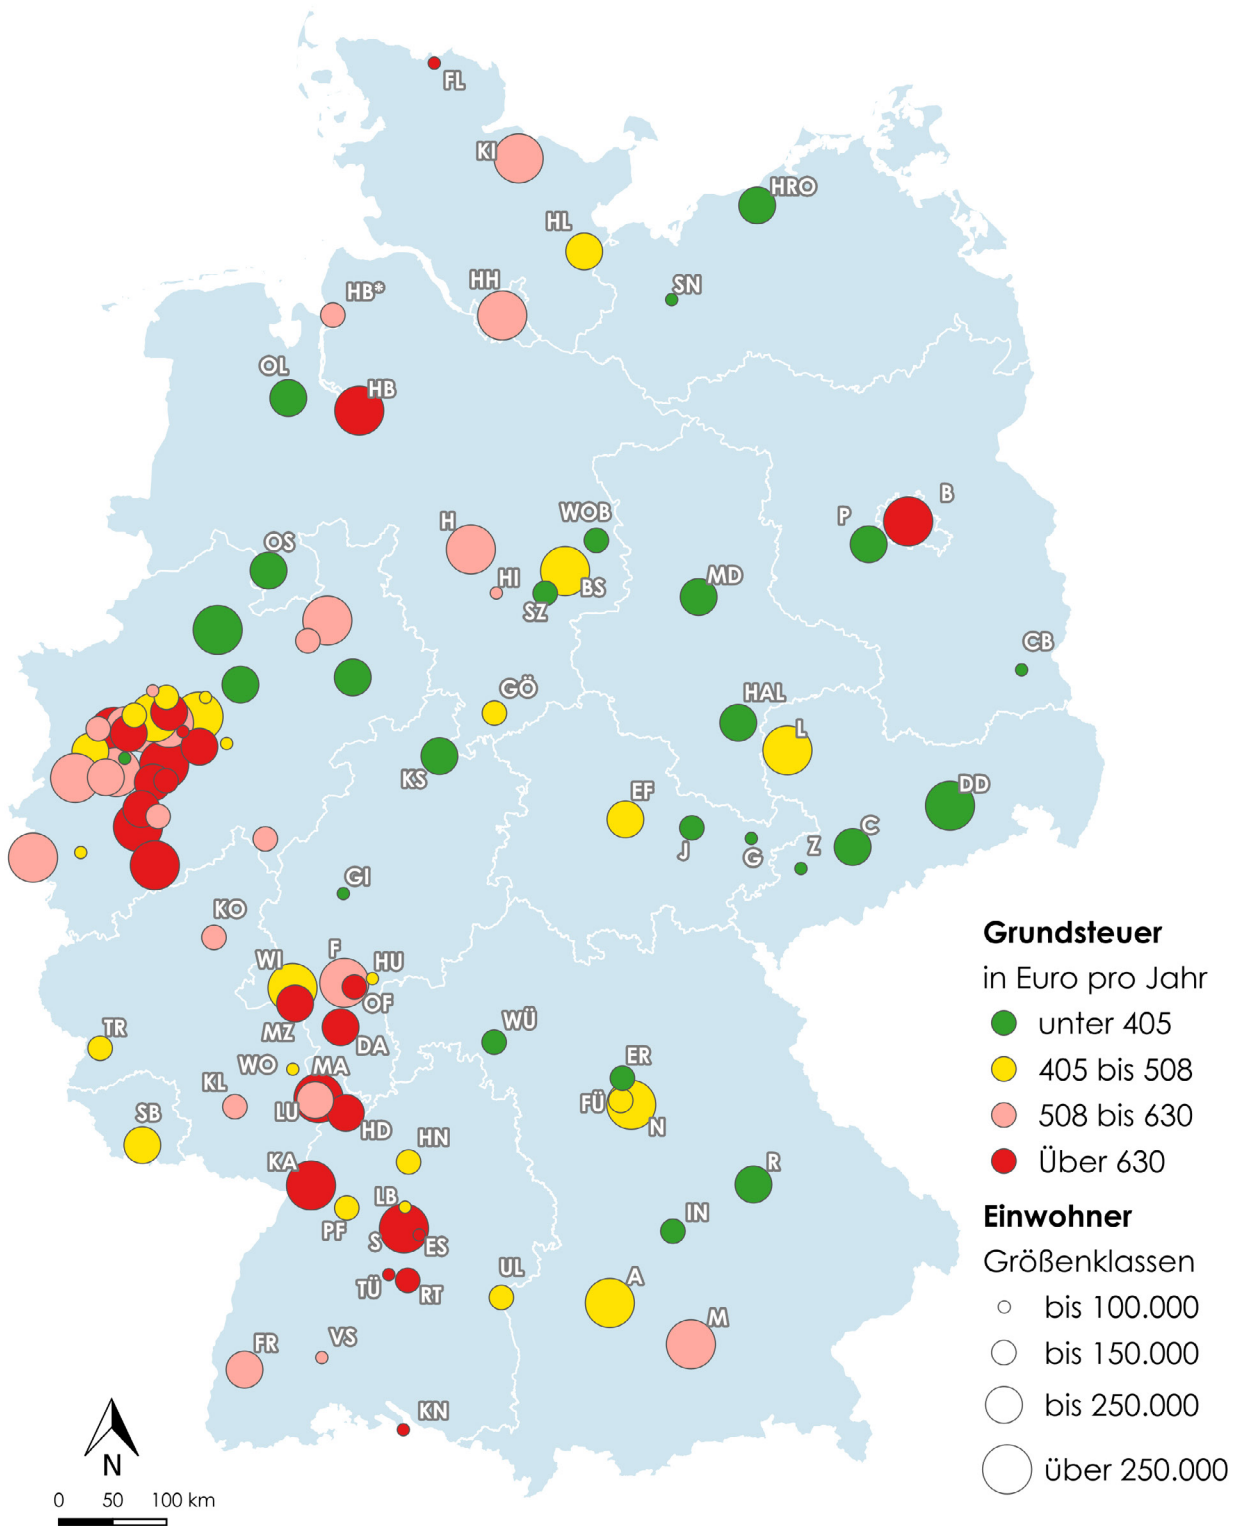 FL
KI
HRO
HL
SN
HH
HB*
OL
HB
B
P
WOB
H
OS
HI
BS
SZ
MD
CB
GÖ
HAL
L
KS
DD
EF
C
J
G
Z
GI
KO
F
WI
HU
OF
MZ
DA
WÜ
TR
ER
WO
MA
KL
FÜ
LU
SB
HD
N
HN
KA
R
LB
IN
PF
S
ES
UL
TÜ
RT
A
M
VS
FR
KN
Grundsteuer
in Euro pro Jahr
unter 405
405 bis 508
508 bis 630
Über 630
Einwohner
Größenklassen
bis 100.000
bis 150.000
bis 250.000
über 250.000
N
0 50 100 km